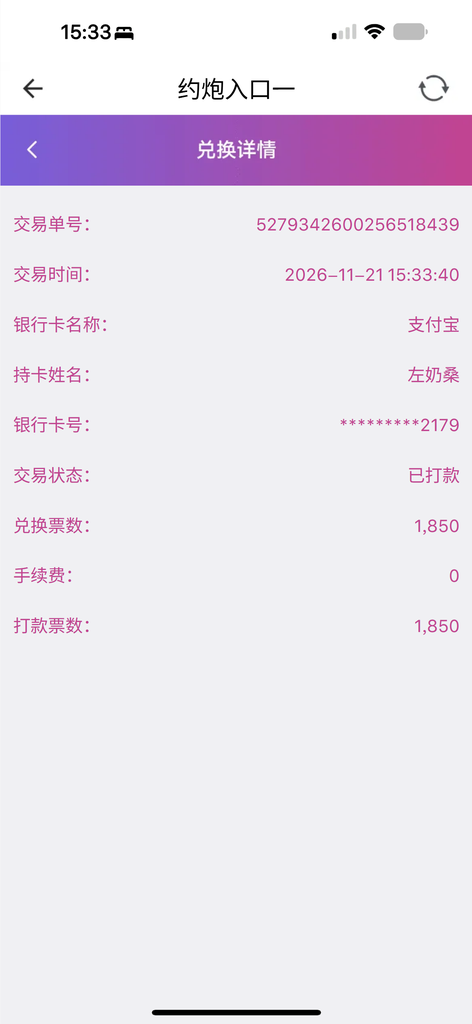 15:33
约炮入口一
兑换详情
交易单号： 5279342600256518439
交易时间： 2026-11-21 15:33:40
银行卡名称： 支付宝
持卡姓名： 左奶桑
银行卡号： *********2179
交易状态： 已打款
兑换票数： 1,850
手续费： 0
打款票数： 1,850